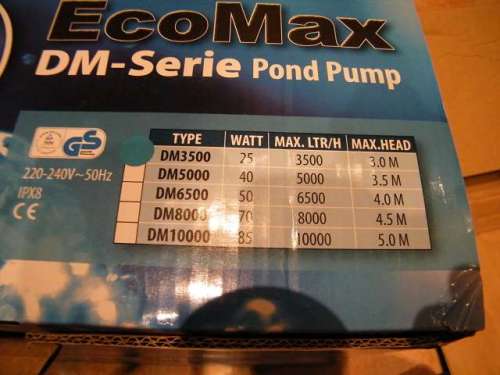 EcoMax
DM-Serie Pond Pump
TYPE WATT MAX. LTR/H MAX.HEAD
DM3500 25 3500 3.0 M
DM5000 40 5000 3.5 M
DM6500 50 6500 4.0 M
DM8000 70 8000 4.5 M
DM10000 85 10000 5.0 M
220-240V~50Hz
IPX8
CE